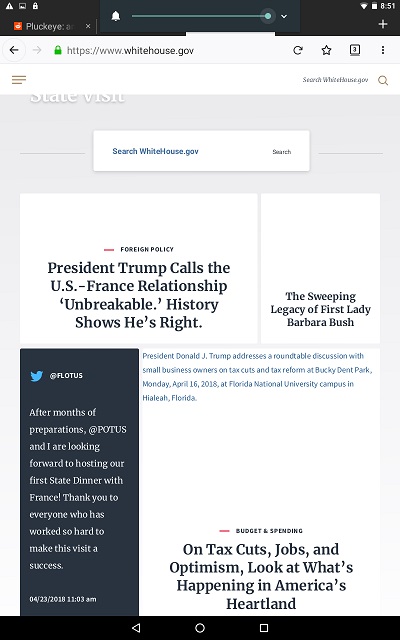 8:51
Pluckeye: a
https://www.whitehouse.gov
3
Search WhiteHouse.gov
State Visit
Search WhiteHouse.gov
Search
FOREIGN POLICY
President Trump Calls the
U.S.-France Relationship
‘Unbreakable.’ History
Shows He’s Right.
The Sweeping
Legacy of First Lady
Barbara Bush
@FLOTUS
After months of
preparations, @POTUS
and I are looking
forward to hosting our
first State Dinner with
France! Thank you to
everyone who has
worked so hard to
make this visit a
success.
04/23/2018 11:03 am
President Donald J. Trump addresses a roundtable discussion with
small business owners on tax cuts and tax reform at Bucky Dent Park,
Monday, April 16, 2018, at Florida National University campus in
Hialeah, Florida.
BUDGET & SPENDING
On Tax Cuts, Jobs, and
Optimism, Look at What’s
Happening in America’s
Heartland